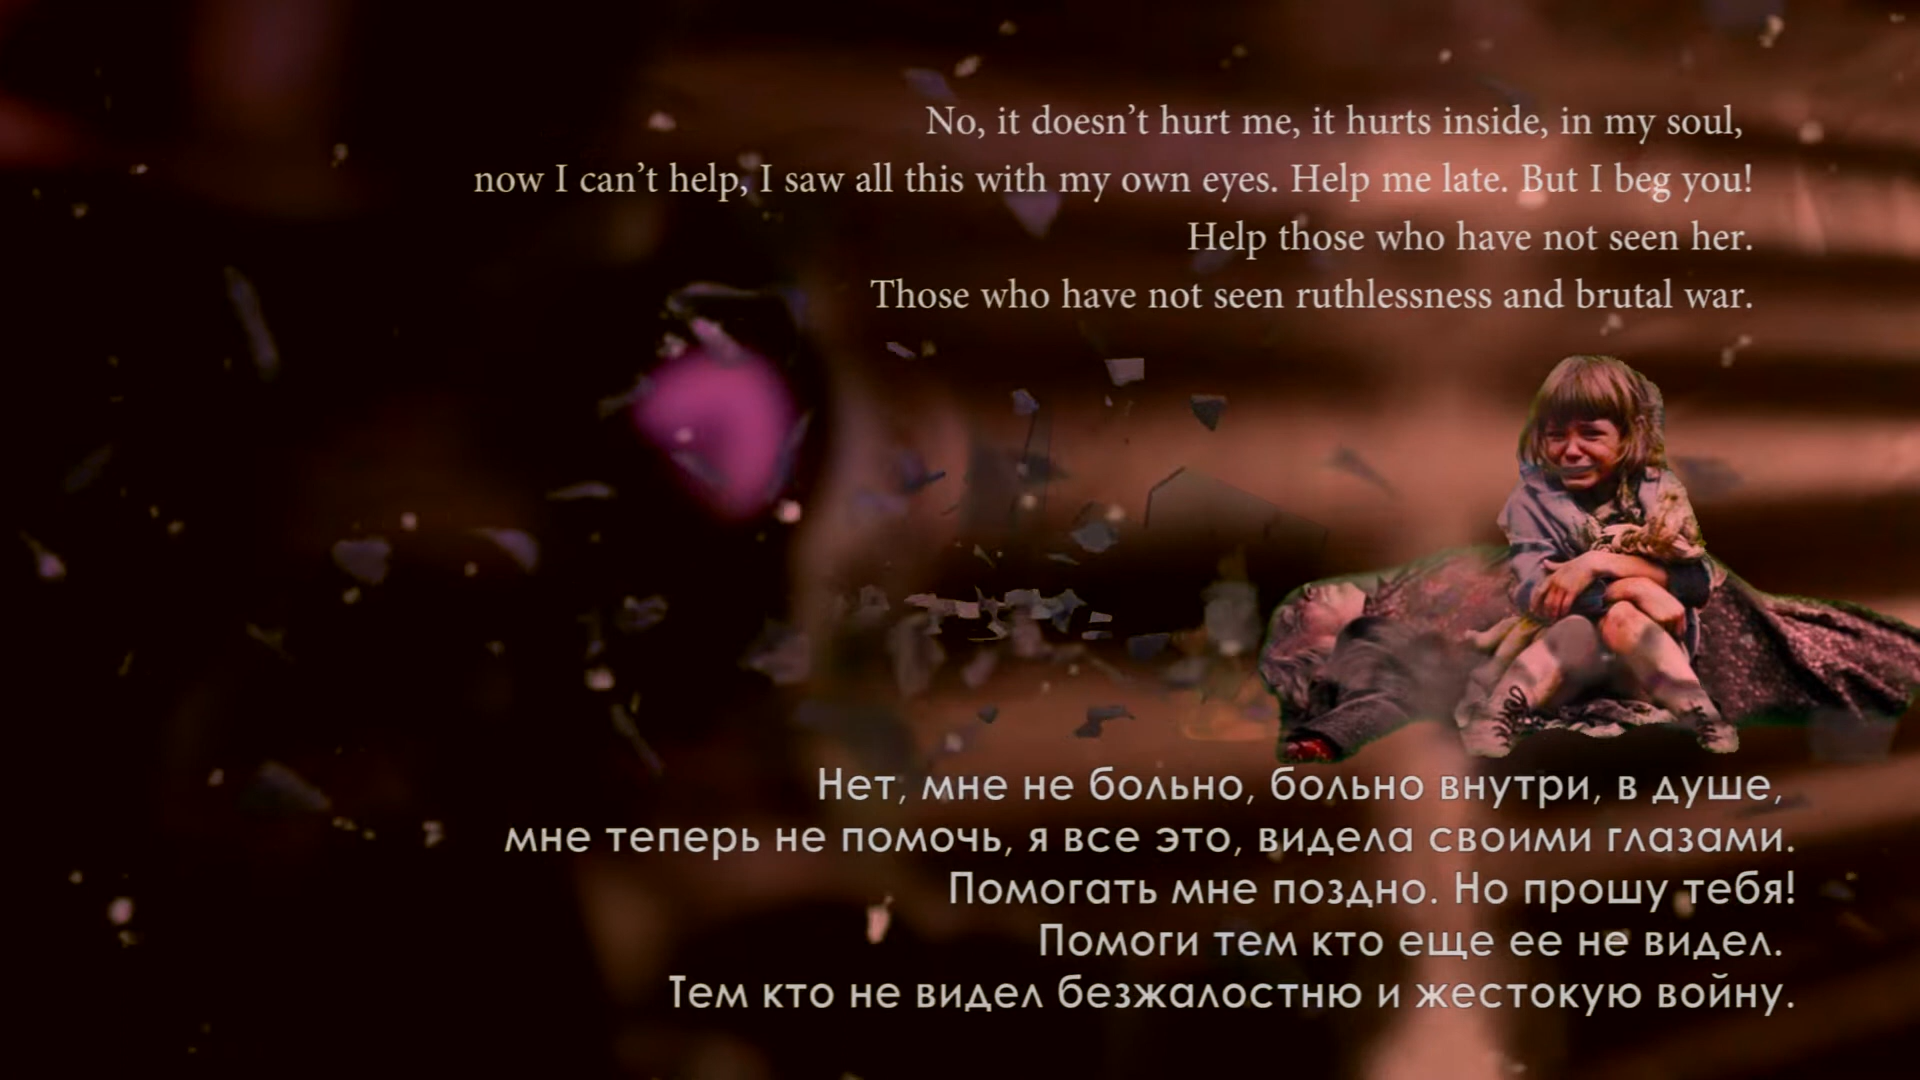 No, it doesn’t hurt me, it hurts inside, in my soul,
now I can’t help, I saw all this with my own eyes. Help me late. But I beg you!
Help those who have not seen her.
Those who have not seen ruthlessness and brutal war.
Нет, мне не больно, больно внутри, в душе,
мне теперь не помочь, я все это, видела своими глазами.
Помогать мне поздно. Но прошу тебя!
Помоги тем кто еще ее не видел.
Тем кто не видел безжалостню и жестокую войну.